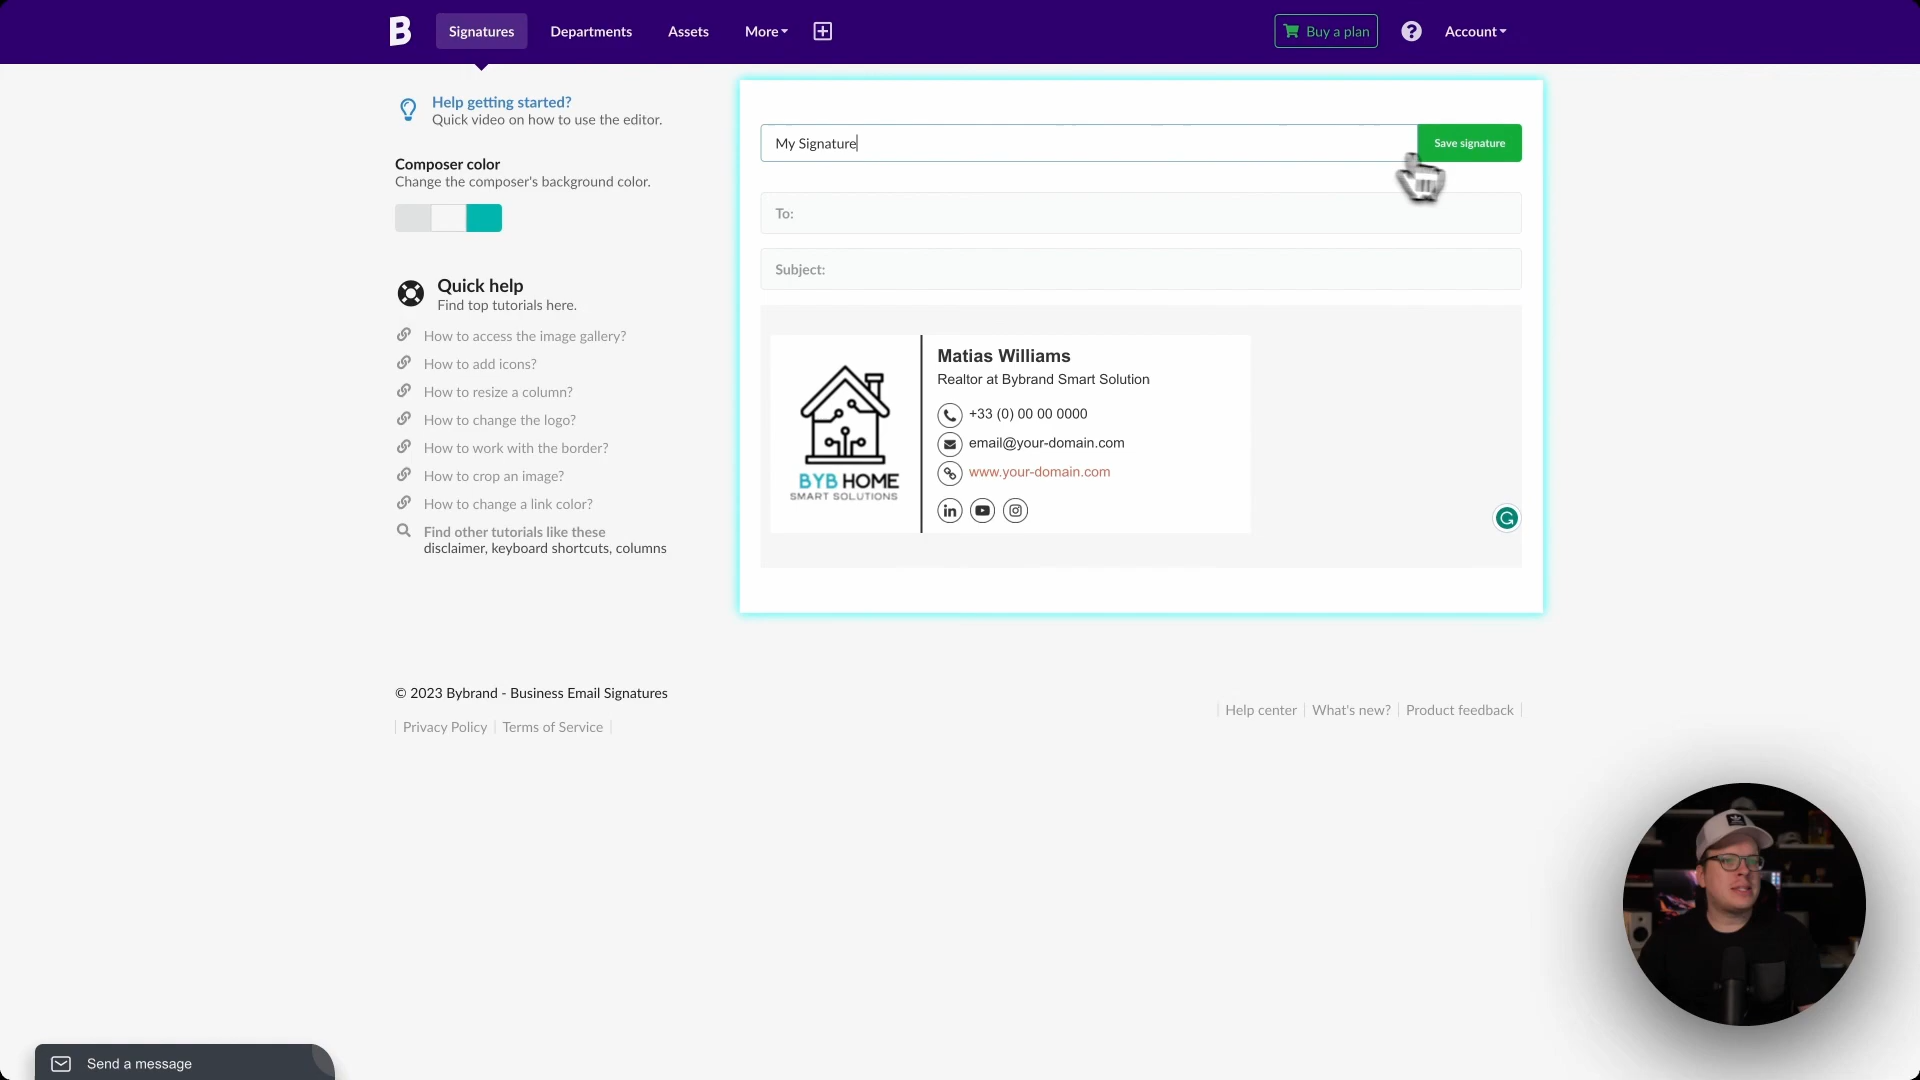 B
Signatures
Departments
Assets
More
Buy a plan
?
Account
Help getting started?
Quick video on how to use the editor.
Composer color
Change the composer's background color.
Quick help
Find top tutorials here.
How to access the image gallery?
How to add icons?
How to resize a column?
How to change the logo?
How to work with the border?
How to crop an image?
How to change a link color?
Find other tutorials like these
disclaimer, keyboard shortcuts, columns
My Signature
Save signature
To:
Subject:
BYB HOME
SMART SOLUTIONS
Matias Williams
Realtor at Bybrand Smart Solution
+33 (0) 00 00 0000
email@your-domain.com
www.your-domain.com
in
G
© 2023 Bybrand - Business Email Signatures
Privacy Policy
Terms of Service
Help center
What's new?
Product feedback
Send a message